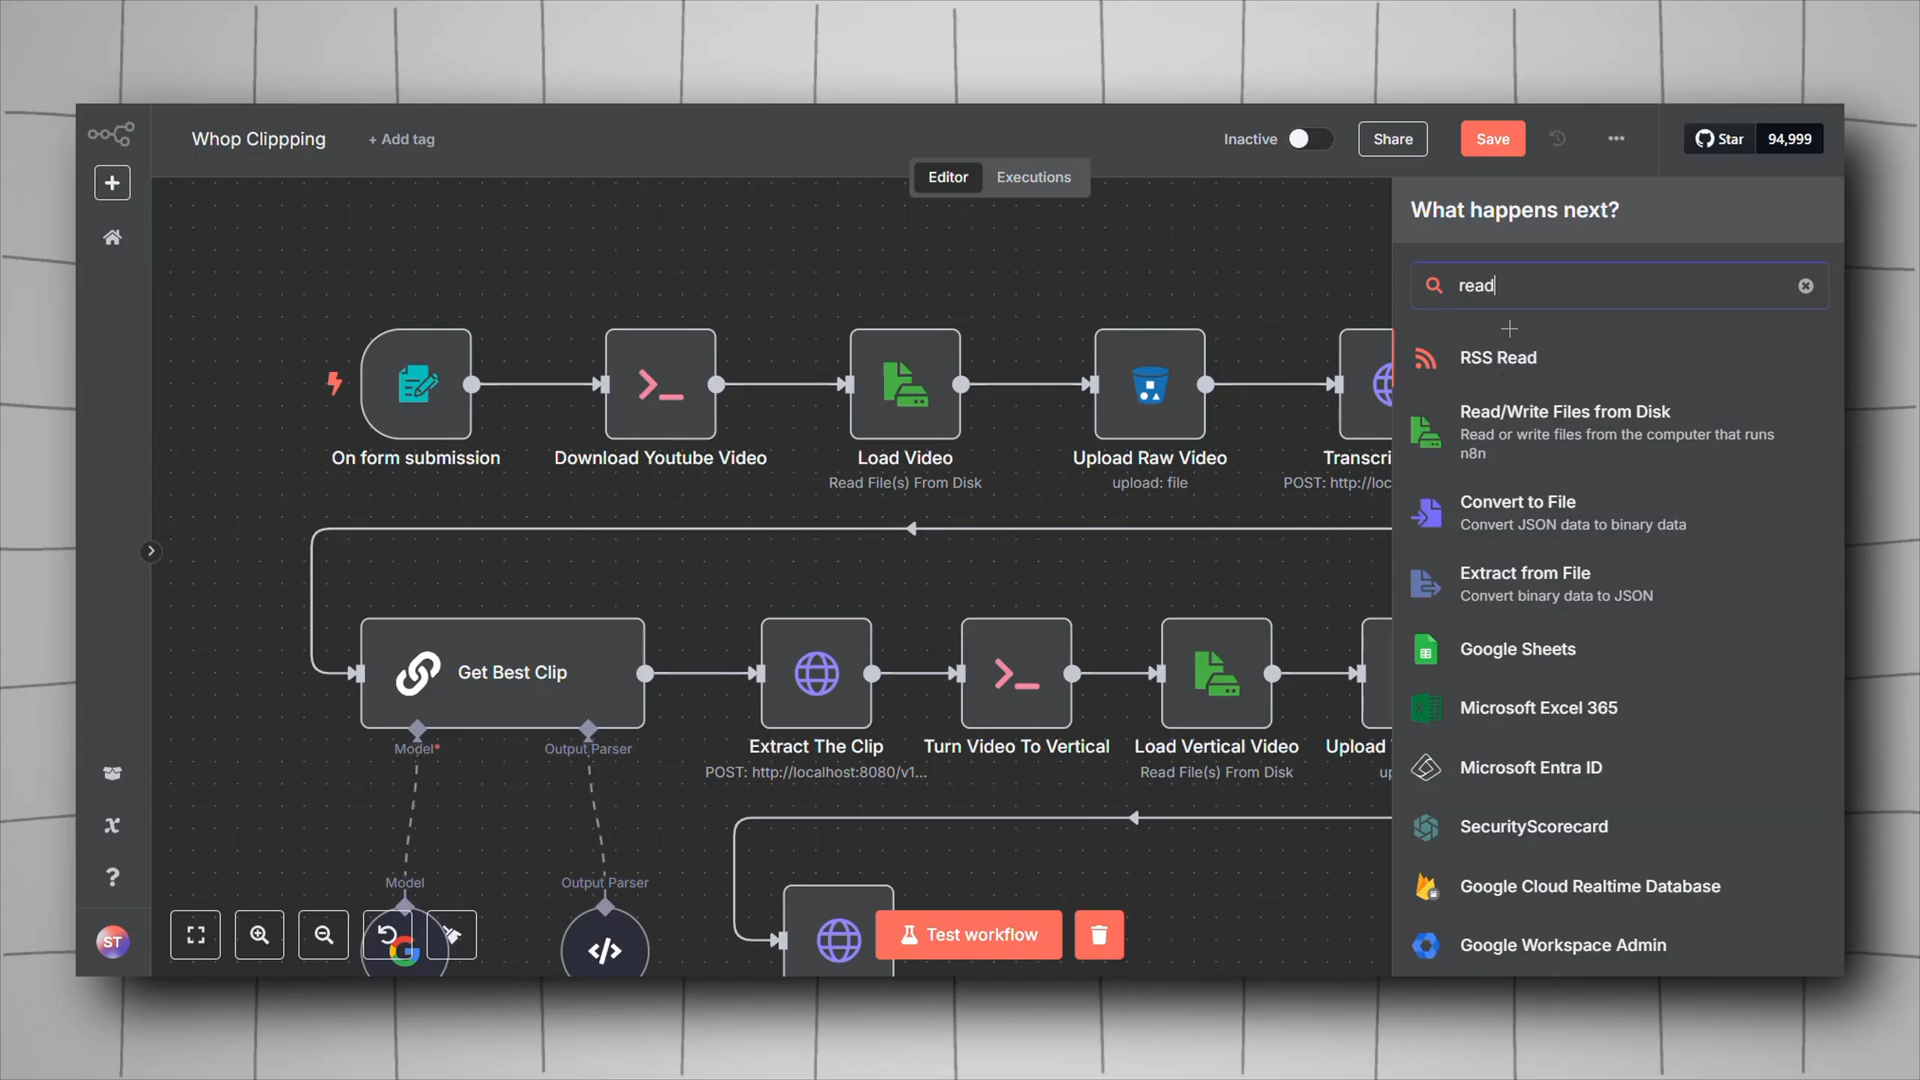 Whop Clippping
+ Add tag
Inactive
Share
Save
Star
94,999
Editor
Executions
What happens next?
read
RSS Read
Read/Write Files from Disk
Read or write files from the computer that runs
n8n
Convert to File
Convert JSON data to binary data
Extract from File
Convert binary data to JSON
Google Sheets
Microsoft Excel 365
Microsoft Entra ID
SecurityScorecard
Google Cloud Realtime Database
Google Workspace Admin
On form submission
Download Youtube Video
Load Video
Read File(s) From Disk
Upload Raw Video
upload: file
Transcri
POST: http://loc
Get Best Clip
Model*
Output Parser
Extract The Clip
POST: http://localhost:8080/v1...
Turn Video To Vertical
Load Vertical Video
Read File(s) From Disk
Upload
up
Model
Output Parser
Test workflow
ST